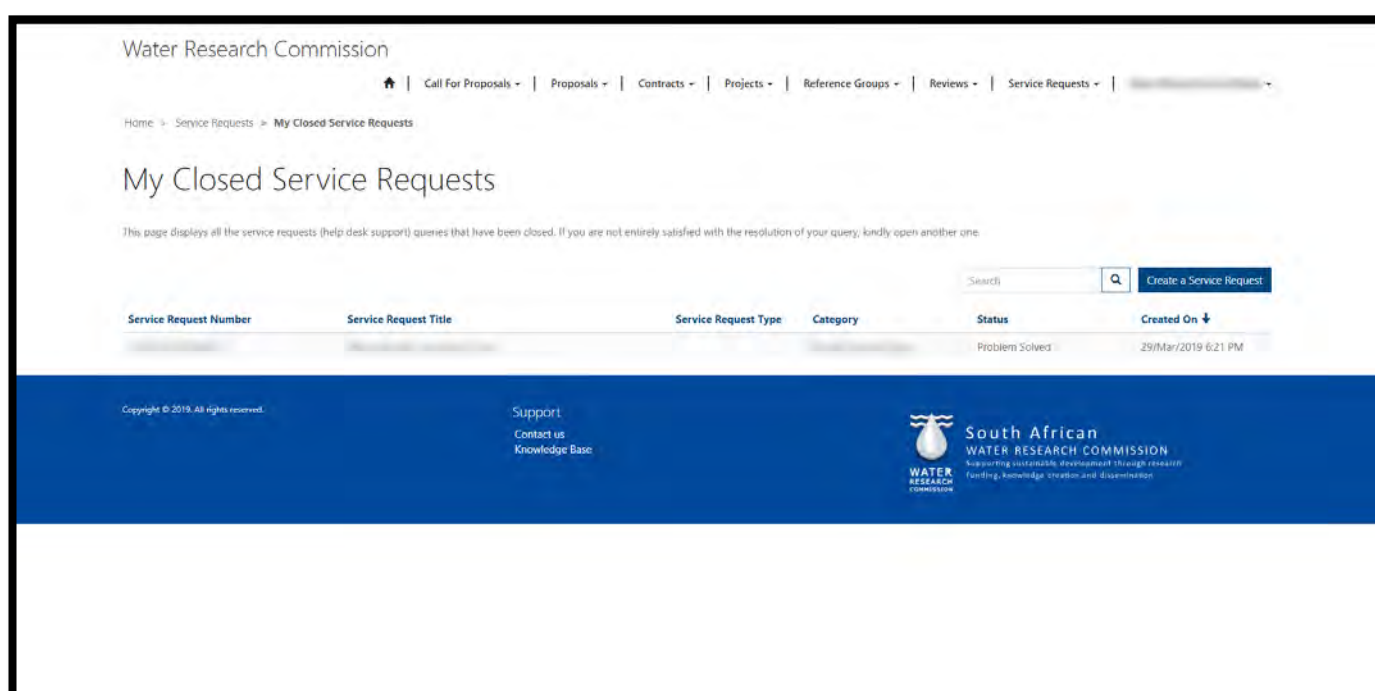 Water Research Commission
Call For Proposals | Proposals | Contracts | Projects | Reference Groups | Reviews | Service Requests |
Home > Service Requests > My Closed Service Requests
My Closed Service Requests
This page displays all the service requests (help desk support) queries that have been closed. If you are not entirely satisfied with the resolution of your query, kindly open another one.
Search Create a Service Request
Service Request Number Service Request Title Service Request Type Category Status Created On
Problem Solved 29/Mar/2019 6:21 PM
Copyright © 2019. All rights reserved.
Support
Contact us
Knowledge Base
WATER
RESEARCH
COMMISSION
South African
WATER RESEARCH COMMISSION
Supporting sustainable development through research
funding, knowledge creation and dissemination